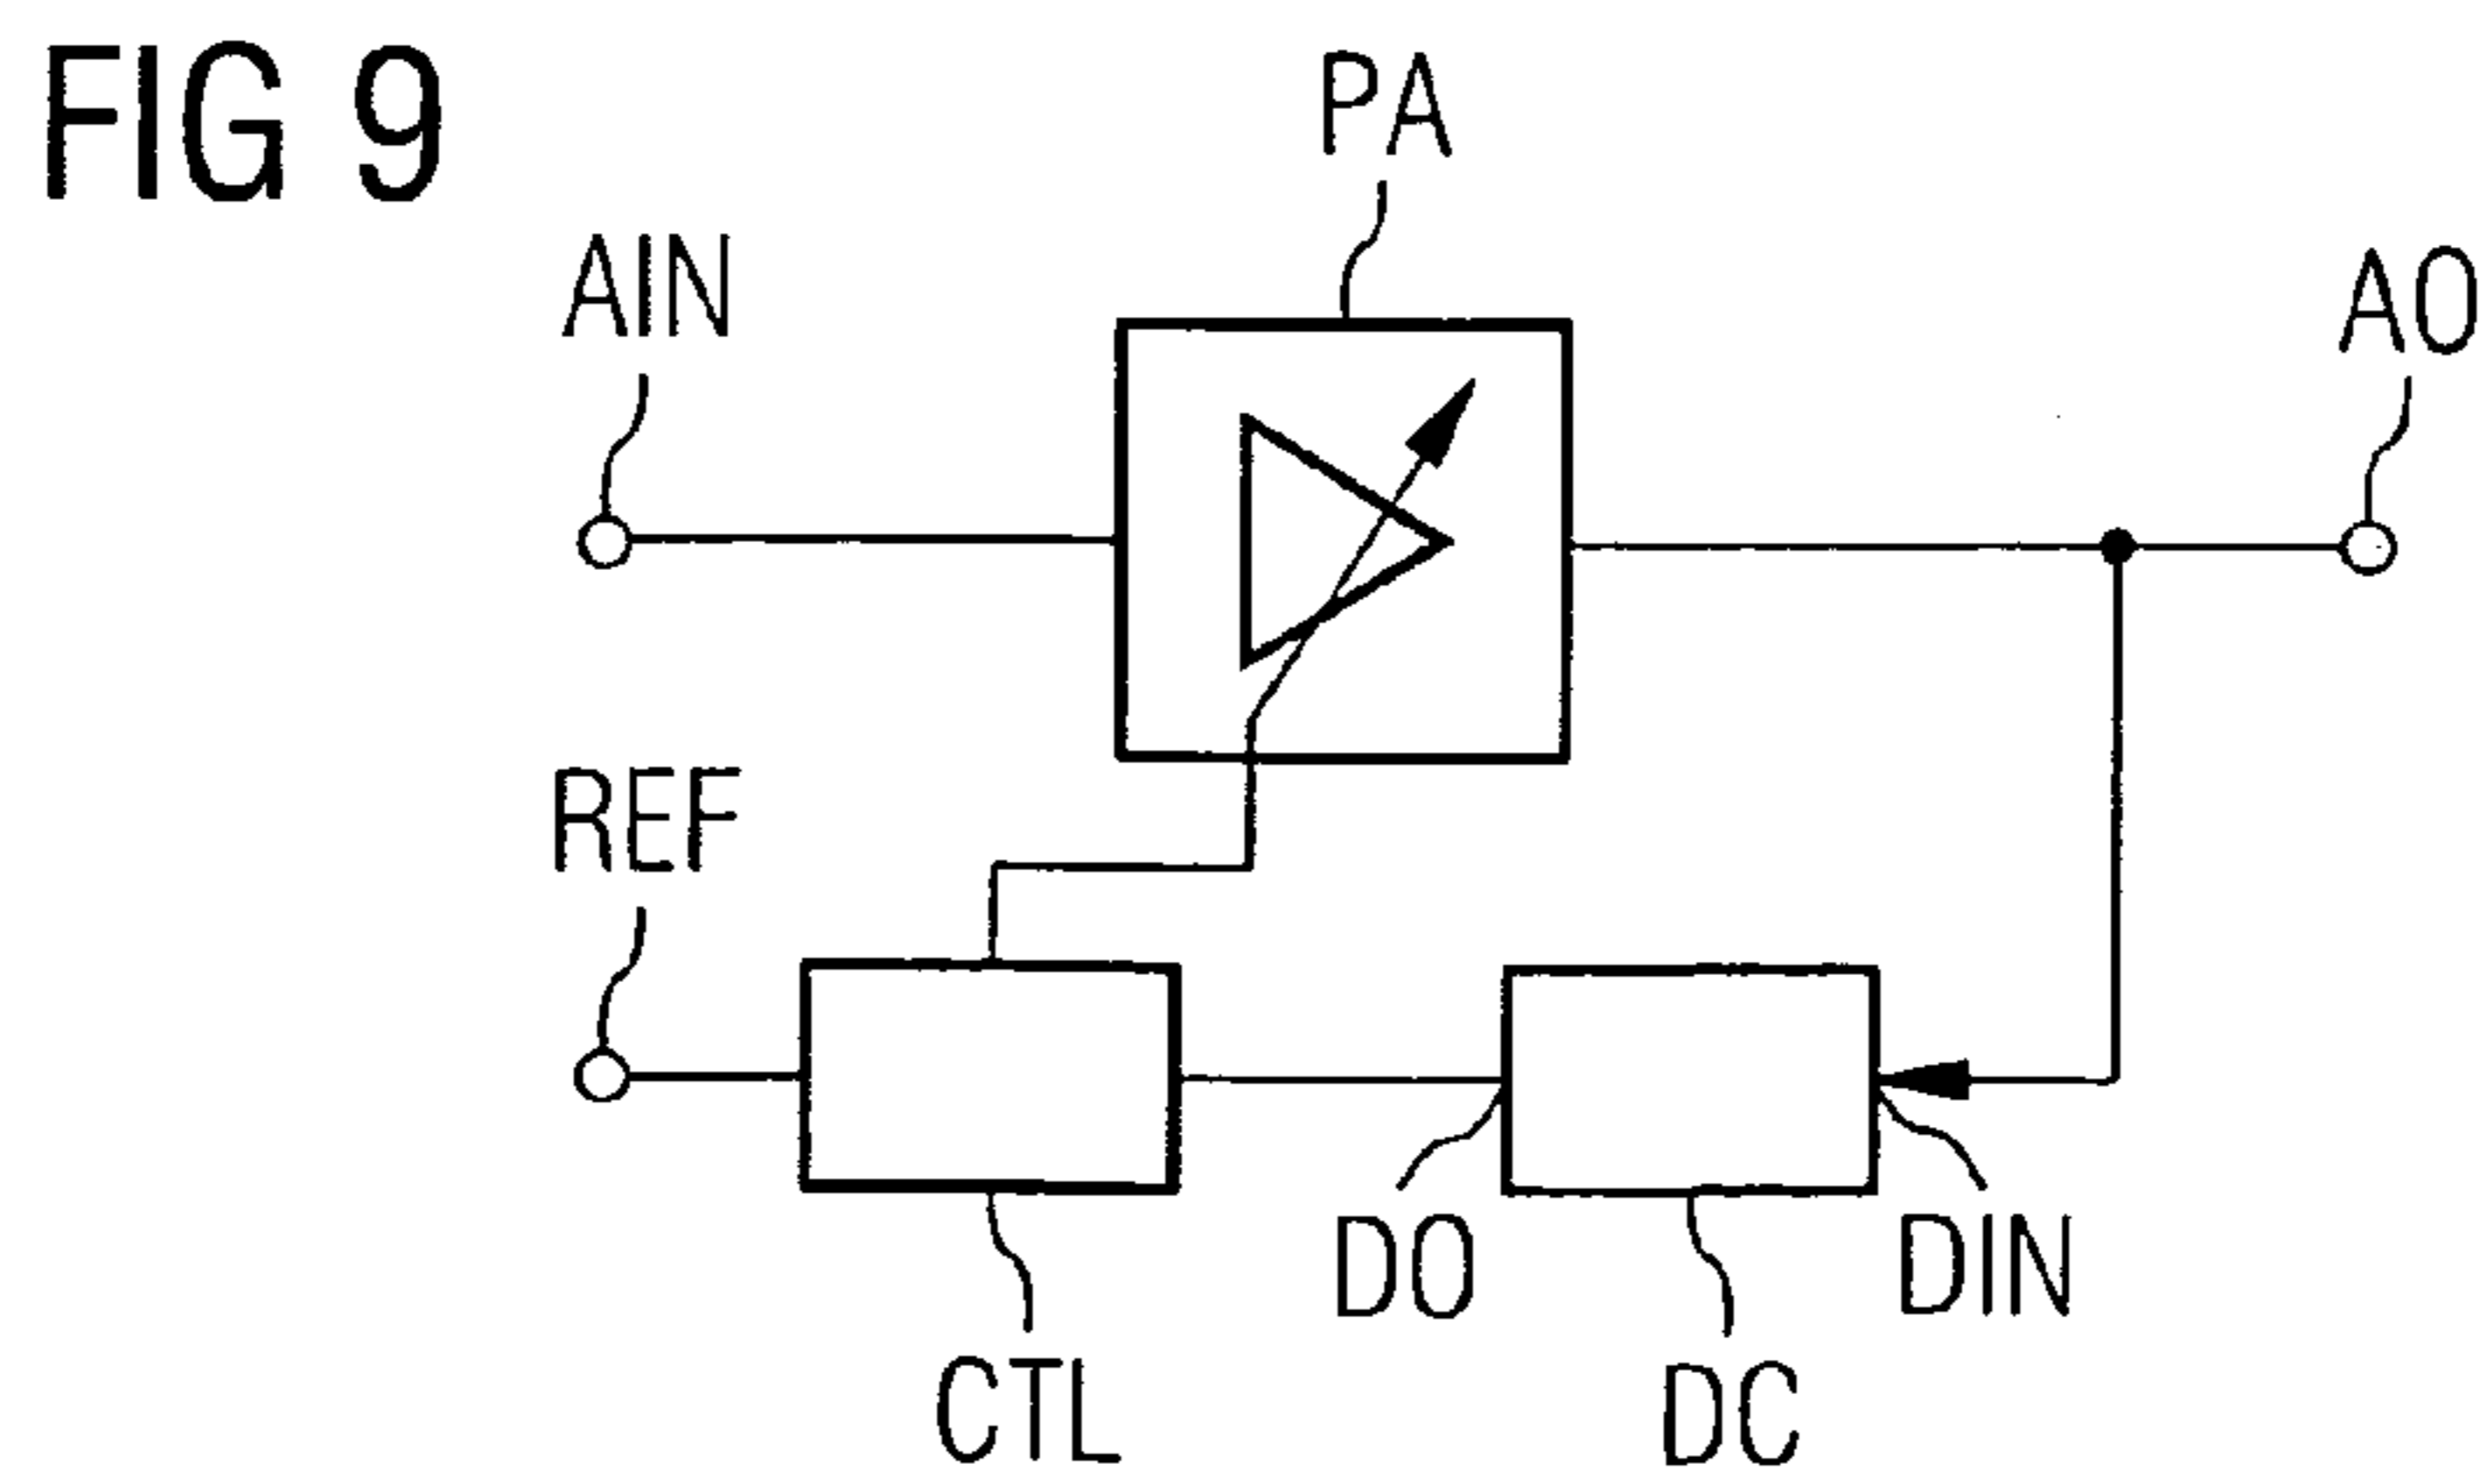 FIG 9
PA
AIN
AO
REF
DO
DIN
CTL
DC